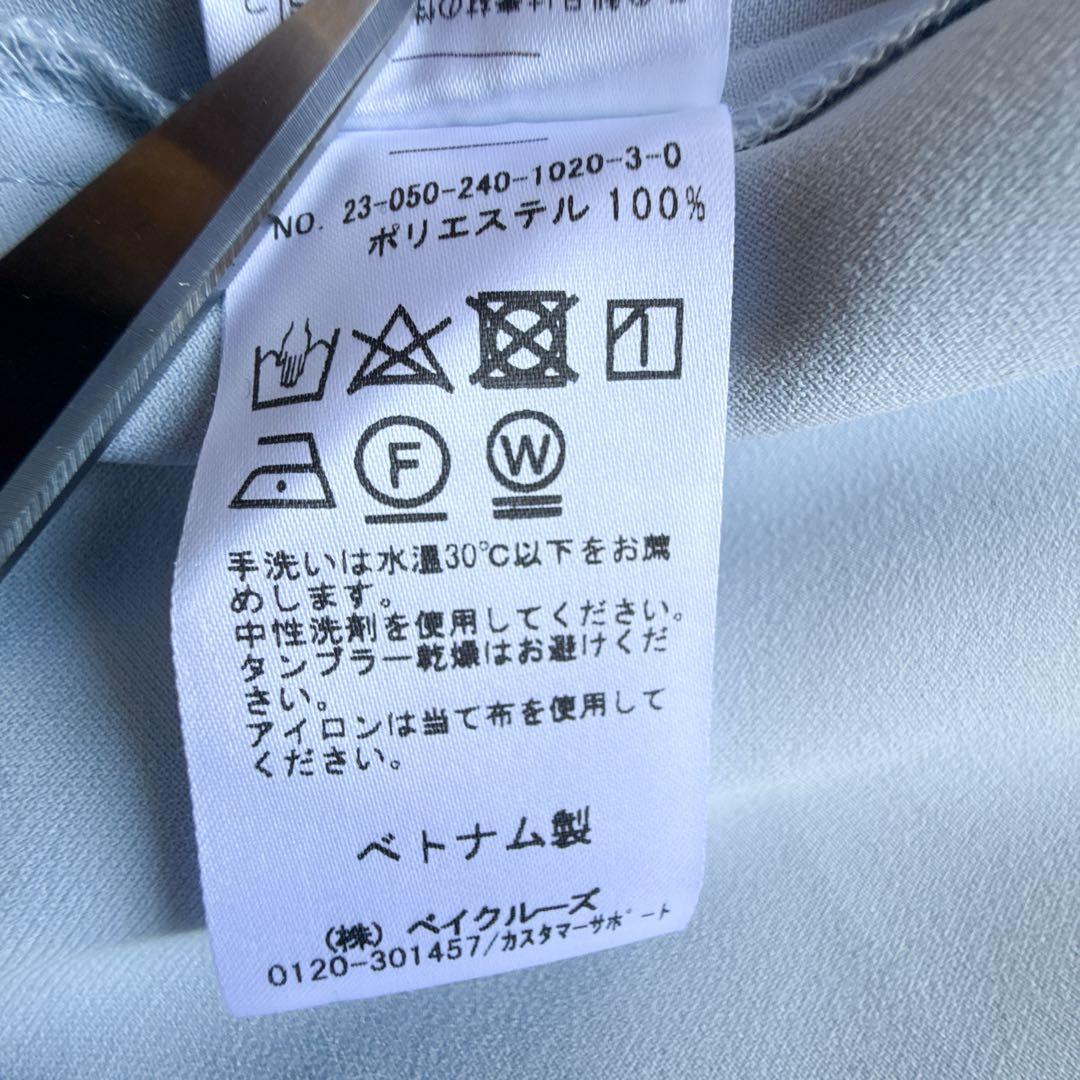 NO. 23-050-240-1020-3-0
ポリエステル 100%
F
W
手洗いは水温30℃以下をお薦
めします。
中性洗剤を使用してください。
タンブラー乾燥はお避けくだ
さい。
アイロンは当て布を使用して
ください。
ベトナム製
(株) ベイクルーズ
0120-301457/カスタマーサポート